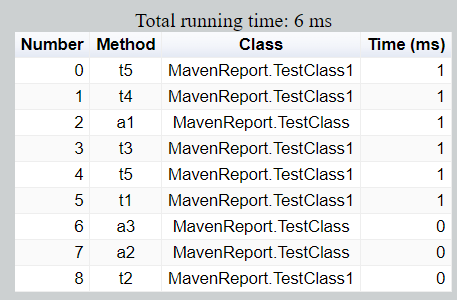 Total running time: 6 ms
Number Method Class Time (ms)
0 t5 MavenReport.TestClass1 1
1 t4 MavenReport.TestClass1 1
2 a1 MavenReport.TestClass 1
3 t3 MavenReport.TestClass1 1
4 t5 MavenReport.TestClass1 1
5 t1 MavenReport.TestClass1 1
6 a3 MavenReport.TestClass 0
7 a2 MavenReport.TestClass 0
8 t2 MavenReport.TestClass1 0